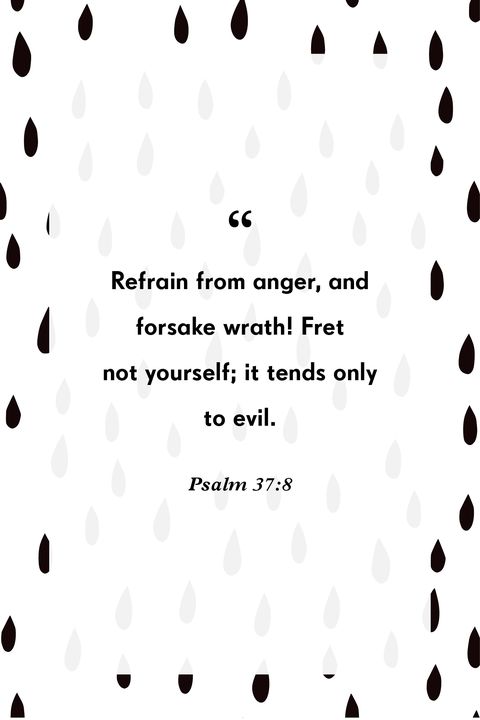 “
Refrain from anger, and
forsake wrath! Fret
not yourself; it tends only
to evil.
Psalm 37:8